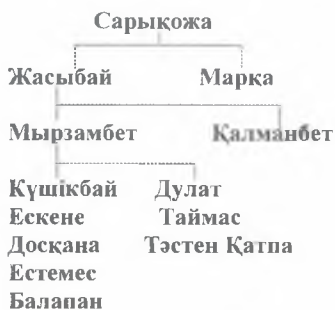 Сарықожа
Жасыбай Марқа
Мырзамбет Қалманбет
Күшікбай Дулат
Ескене Таймас
Досқана Тәстен Қатпа
Естемес
Балапан